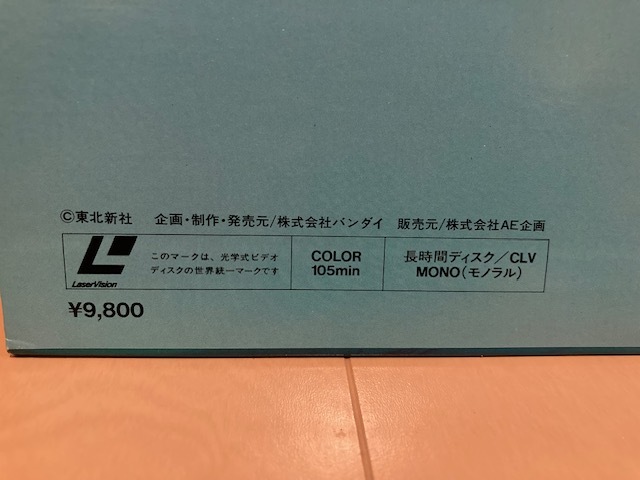 ©東北新社 企画・制作・発売元/株式会社バンダイ 販売元/株式会社AE企画
LaserVision
このマークは、光学式ビデオ
ディスクの世界統一マークです
COLOR
105min
長時間ディスク/CLV
MONO(モノラル)
¥9,800